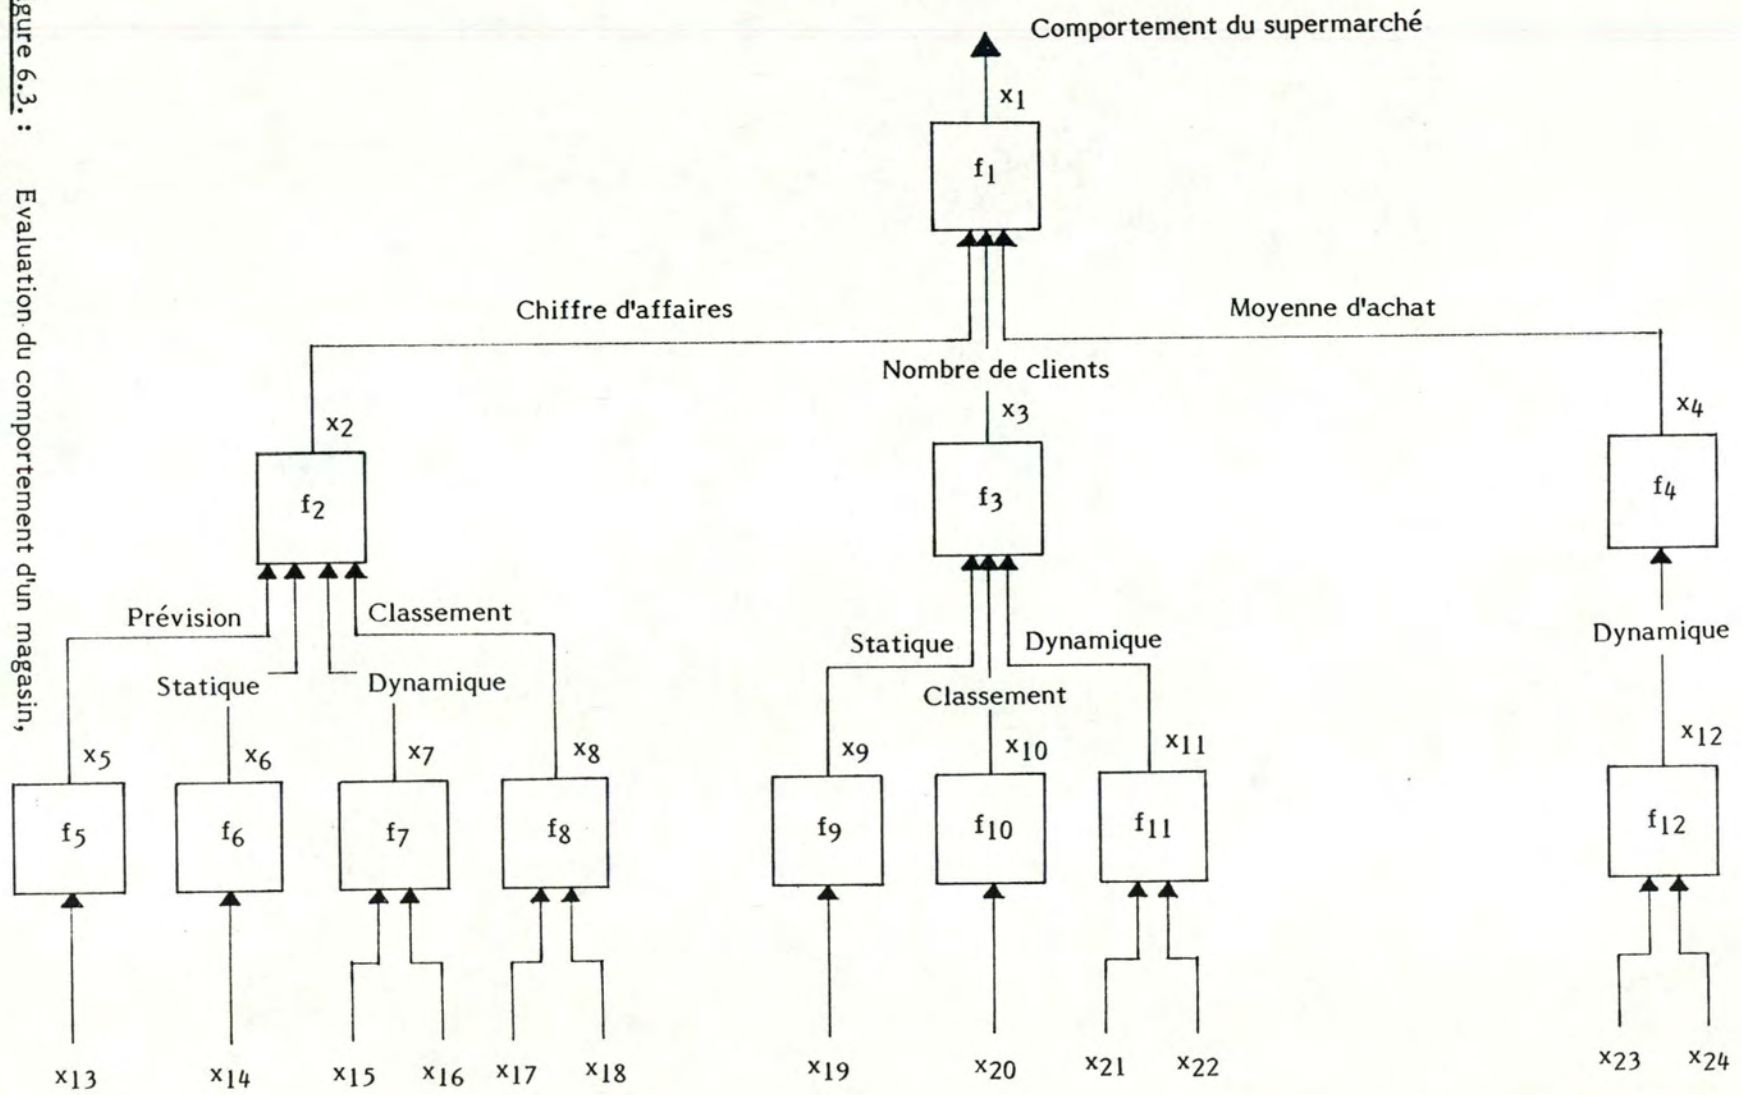 Comportement du supermarché
x1
f1
Chiffre d'affaires
Moyenne d'achat
Nombre de clients
x2
x3
x4
f2
f3
f4
Prévision
Classement
Statique
Dynamique
Statique
Dynamique
Classement
Dynamique
x5
x6
x7
x8
x9
x10
x11
x12
f5
f6
f7
f8
f9
f10
f11
f12
x13
x14
x15
x16
x17
x18
x19
x20
x21
x22
x23
x24
6.3. : Evaluation du comportement d'un magasin,